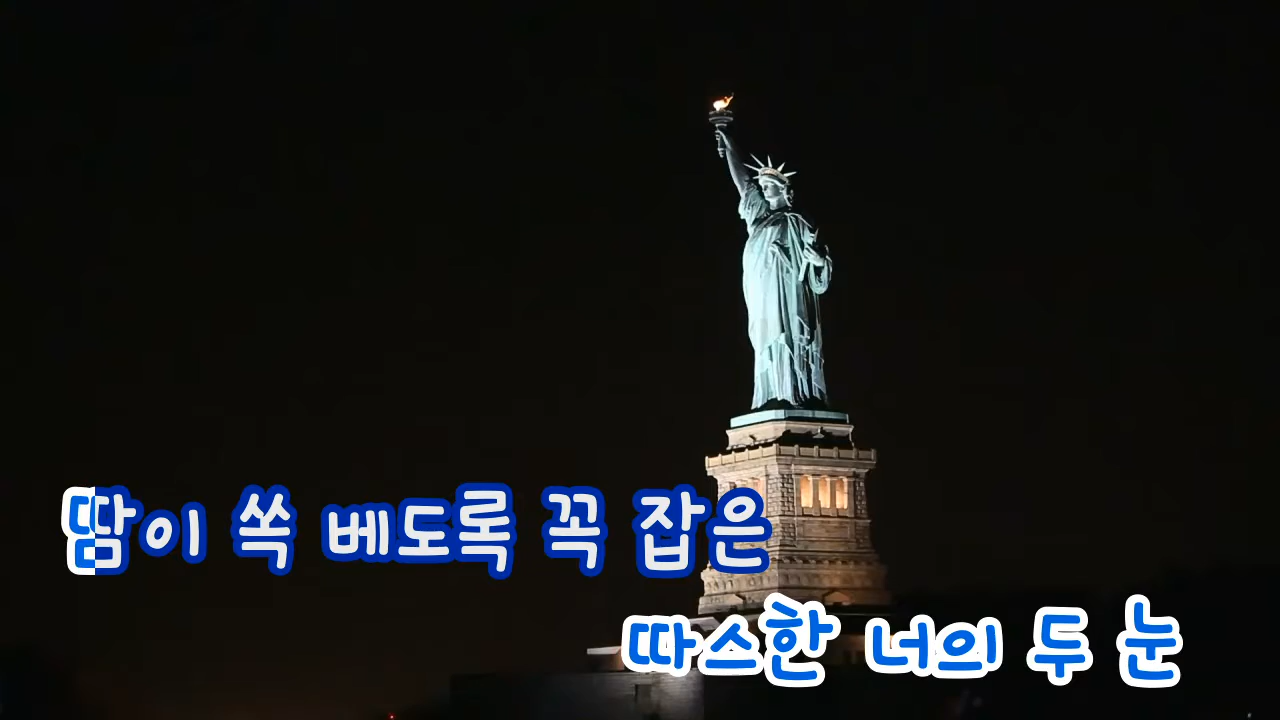 땀이 쏙 베도록 꼭 잡은
따스한 너의 두 눈